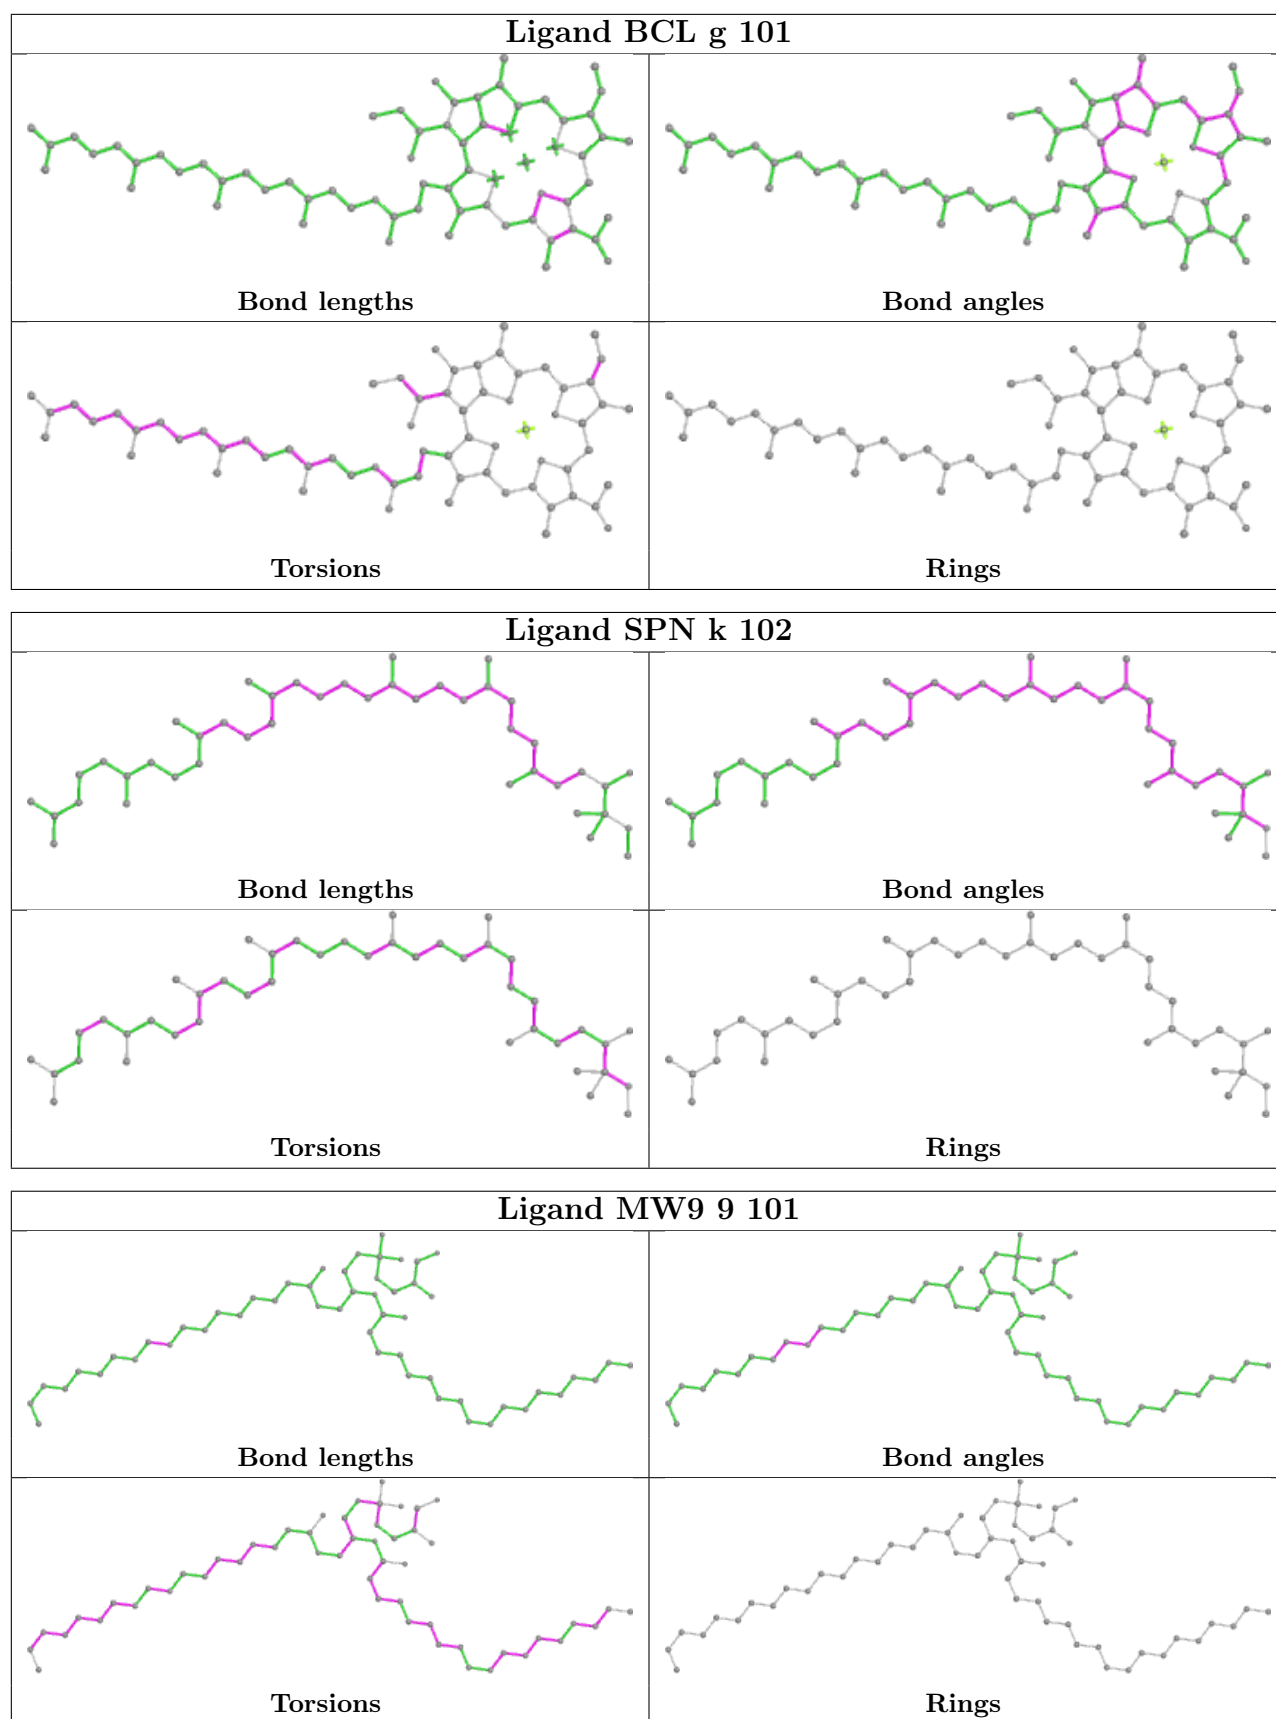 Ligand BCL g 101
Bond lengths
Bond angles
Torsions
Rings
Ligand SPN k 102
Bond lengths
Bond angles
Torsions
Rings
Ligand MW9 9 101
Bond lengths
Bond angles
Torsions
Rings